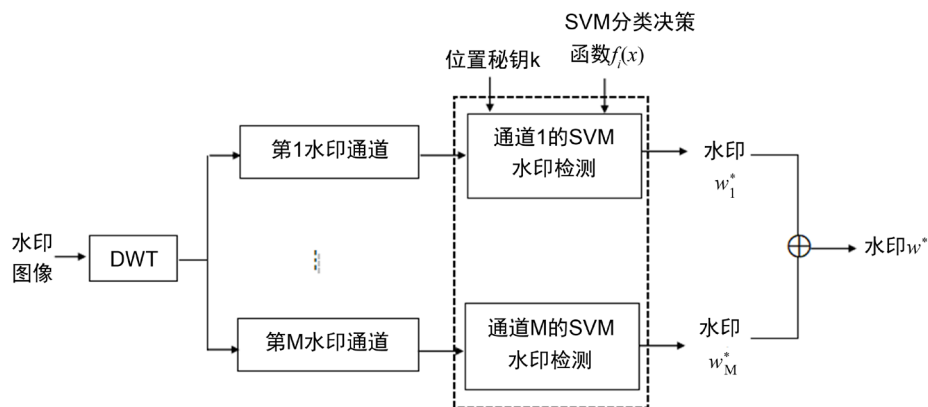 SVM分类决策
函数f_i(x)
位置秘钥k
第1水印通道
通道1的SVM
水印检测
水印
w_1^*
水印
图像
DWT
水印w*
第M水印通道
通道M的SVM
水印检测
水印
w_M^*